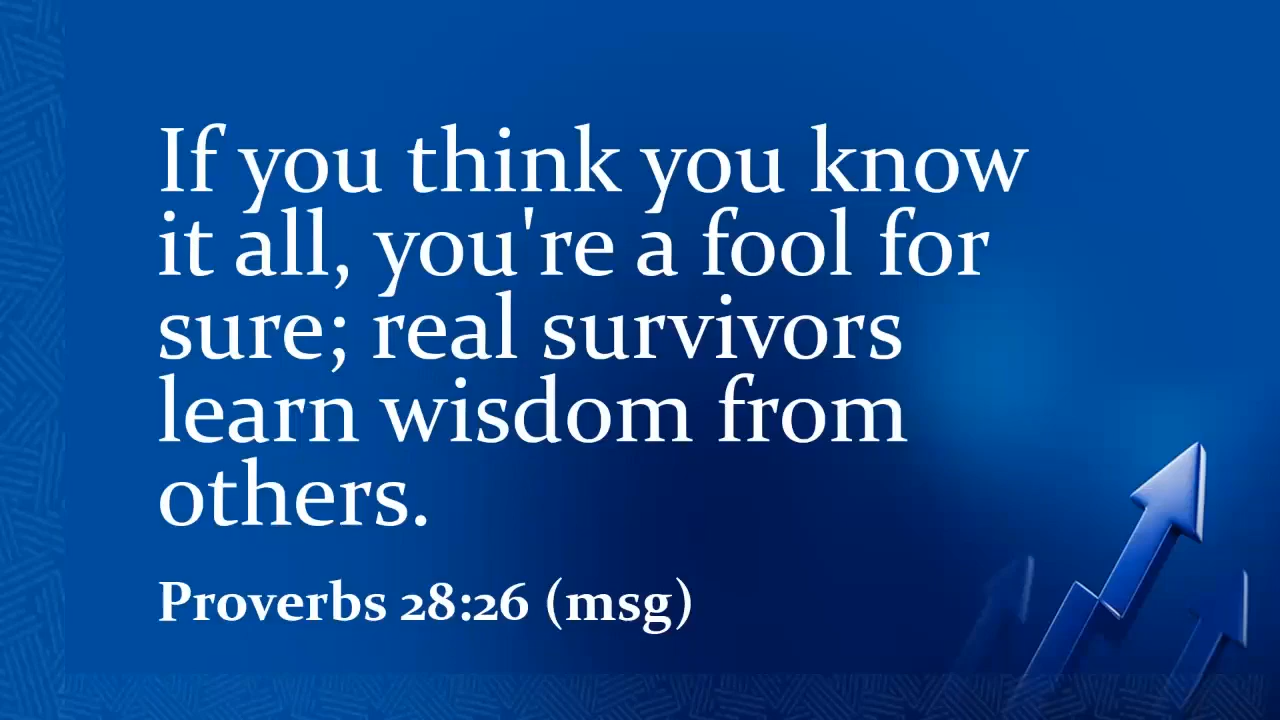 If you think you know
it all, you're a fool for
sure; real survivors
learn wisdom from
others.
Proverbs 28:26 (msg)